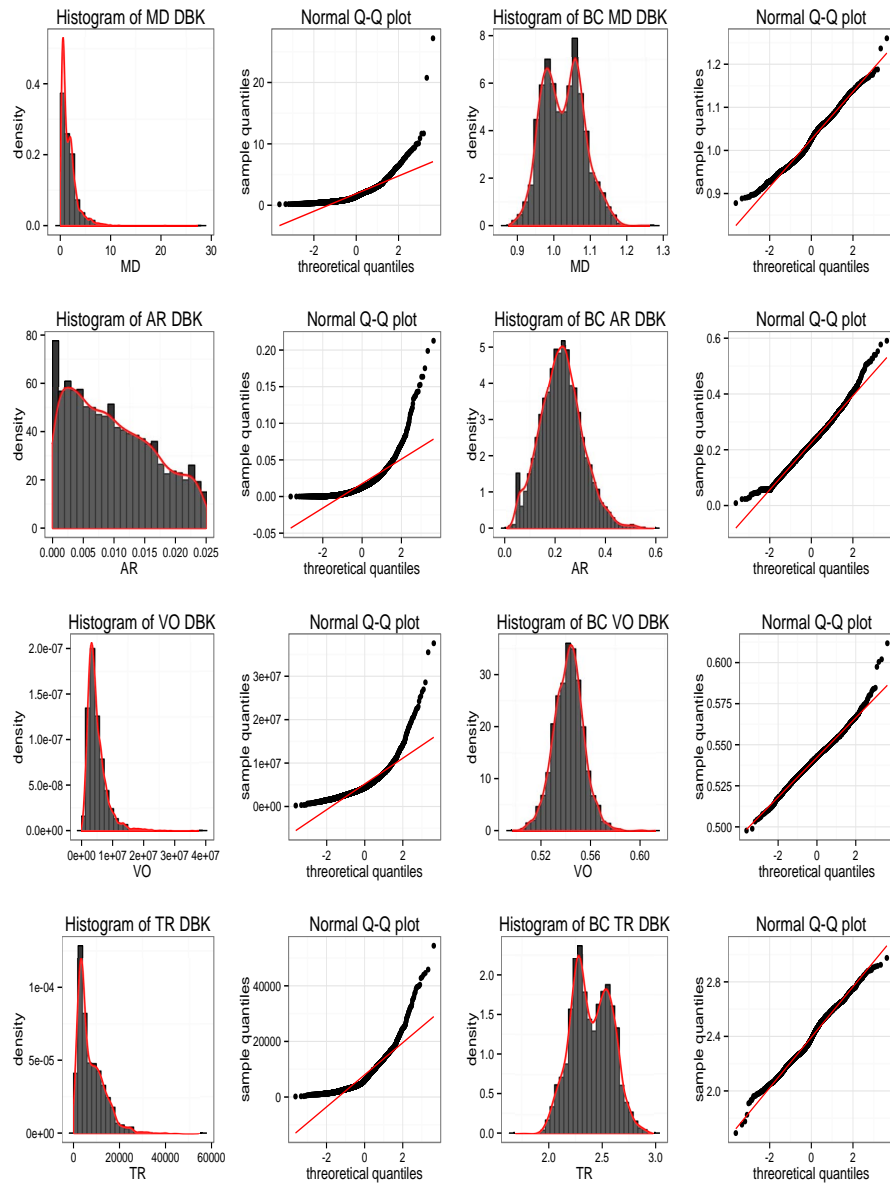 Histogram of MD DBK
density
0.4
0.2
0.0
0 10 20 30
MD
Normal Q-Q plot
sample quantiles
20
10
0
-2 0 2
threoretical quantiles
Histogram of BC MD DBK
density
8
6
4
2
0
0.9 1.0 1.1 1.2 1.3
MD
Normal Q-Q plot
sample quantiles
1.2
1.1
1.0
0.9
-2 0 2
threoretical quantiles
Histogram of AR DBK
density
80
60
40
20
0
0.000 0.005 0.010 0.015 0.020 0.025
AR
Normal Q-Q plot
sample quantiles
0.20
0.15
0.10
0.05
0.00
-0.05
-2 0 2
threoretical quantiles
Histogram of BC AR DBK
density
5
4
3
2
1
0
0.0 0.2 0.4 0.6
AR
Normal Q-Q plot
sample quantiles
0.6
0.4
0.2
0.0
-2 0 2
threoretical quantiles
Histogram of VO DBK
density
2.0e-07
1.5e-07
1.0e-07
5.0e-08
0.0e+00
0e+00 1e+07 2e+07 3e+07 4e+07
VO
Normal Q-Q plot
sample quantiles
3e+07
2e+07
1e+07
0e+00
-2 0 2
threoretical quantiles
Histogram of BC VO DBK
density
30
20
10
0
0.52 0.56 0.60
VO
Normal Q-Q plot
sample quantiles
0.600
0.575
0.550
0.525
0.500
-2 0 2
threoretical quantiles
Histogram of TR DBK
density
1e-04
5e-05
0e+00
0 20000 40000 60000
TR
Normal Q-Q plot
sample quantiles
40000
20000
0
-2 0 2
threoretical quantiles
Histogram of BC TR DBK
density
2.0
1.5
1.0
0.5
0.0
2.0 2.5 3.0
TR
Normal Q-Q plot
sample quantiles
2.8
2.4
2.0
-2 0 2
threoretical quantiles